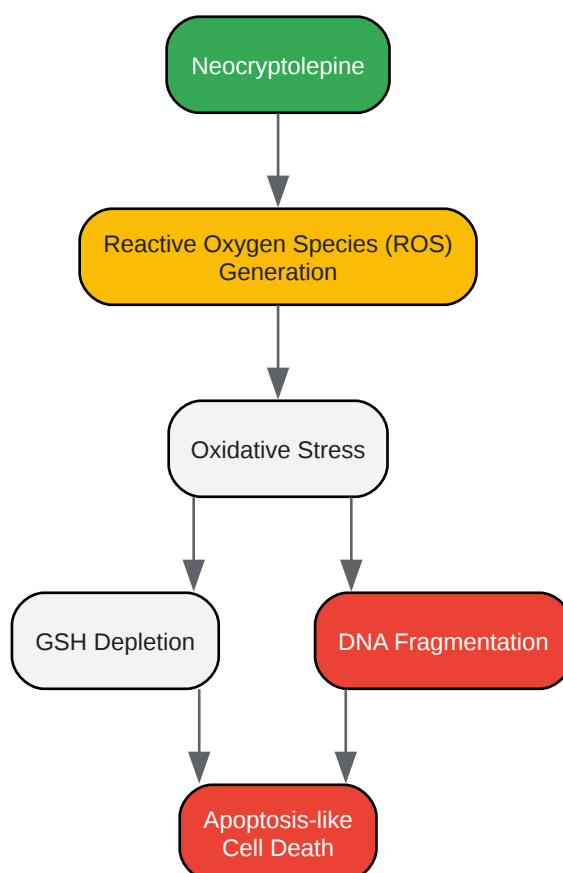 Neocryptolepine
Reactive Oxygen Species (ROS)
Generation
Oxidative Stress
GSH Depletion
DNA Fragmentation
Apoptosis-like
Cell Death